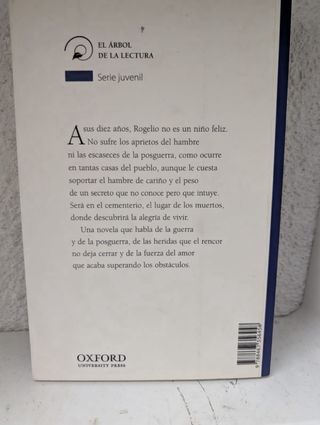 EL ÁRBOL
DE LA LECTURA
Serie juvenil
A sus diez años, Rogelio no es un niño feliz.
No sufre los aprietos del hambre
ni las escaseces de la posguerra, como ocurre
en tantas casas del pueblo, aunque le cuesta
soportar el hambre de cariño y el peso
de un secreto que no conoce pero que intuye.
Será en el cementerio, el lugar de los muertos,
donde descubrirá la alegría de vivir.
Una novela que habla de la guerra
y de la posguerra, de las heridas que el rencor
no deja cerrar y de la fuerza del amor
que acaba superando los obstáculos.
OXFORD
UNIVERSITY PRESS